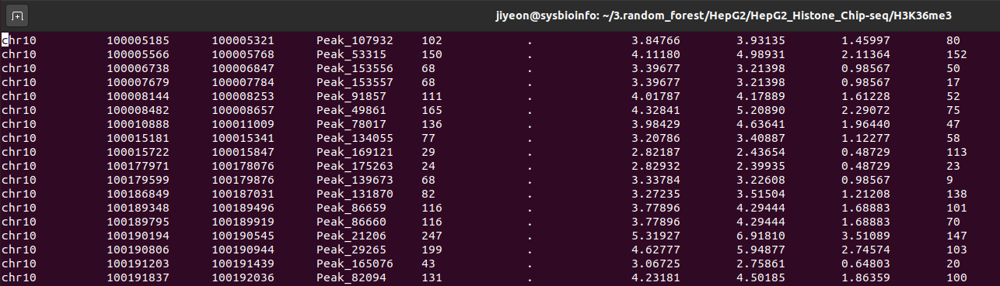 jiyeon@sysbioinfo: ~/3.random_forest/HepG2/HepG2_Histone_Chip-seq/H3K36me3
chr10 100005185 100005321 Peak_107932 102 . 3.84766 3.93135 1.45997 80
chr10 100005566 100005768 Peak_53315 150 . 4.11180 4.98931 2.11364 152
chr10 100006738 100006847 Peak_153556 68 . 3.39677 3.21398 0.98567 50
chr10 100007679 100007784 Peak_153557 68 . 3.39677 3.21398 0.98567 17
chr10 100008144 100008253 Peak_91857 111 . 4.01787 4.17889 1.61228 52
chr10 100008482 100008657 Peak_49861 165 . 4.32841 5.20890 2.29072 75
chr10 100010888 100011009 Peak_78017 136 . 3.98429 4.63641 1.96440 47
chr10 100015181 100015341 Peak_134055 77 . 3.20786 3.40887 1.12277 58
chr10 100015722 100015847 Peak_169121 29 . 2.82187 2.43654 0.48729 113
chr10 100177971 100178076 Peak_175263 24 . 2.82932 2.39935 0.48729 23
chr10 100179599 100179876 Peak_139673 68 . 3.33784 3.22608 0.98567 9
chr10 100186849 100187031 Peak_131870 82 . 3.27235 3.51504 1.21208 138
chr10 100189348 100189496 Peak_86659 116 . 3.77896 4.29444 1.68883 101
chr10 100189795 100189919 Peak_86660 116 . 3.77896 4.29444 1.68883 70
chr10 100190194 100190545 Peak_21206 247 . 5.31927 6.91810 3.51089 147
chr10 100190806 100190944 Peak_29265 199 . 4.62777 5.94877 2.74574 103
chr10 100191203 100191439 Peak_165076 43 . 3.06725 2.75861 0.64803 20
chr10 100191837 100192036 Peak_82094 131 . 4.23181 4.50185 1.86359 100